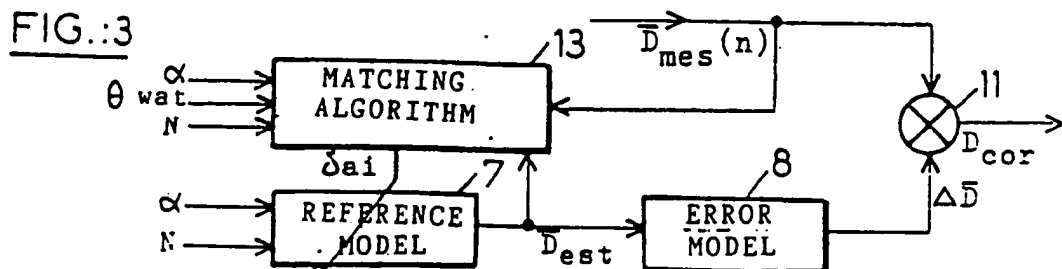 FIG.:3
D̅mes(n)
13
α
θ wat
N
MATCHING
ALGORITHM
11
Dcor
δai
7
8
α
N
REFERENCE
MODEL
D̅est
ERROR
MODEL
ΔD̅